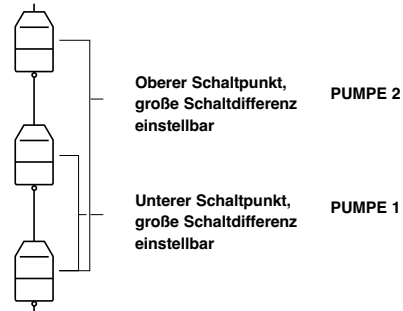 Oberer Schaltpunkt,
große Schaltdifferenz
einstellbar
PUMPE 2
Unterer Schaltpunkt,
große Schaltdifferenz
einstellbar
PUMPE 1